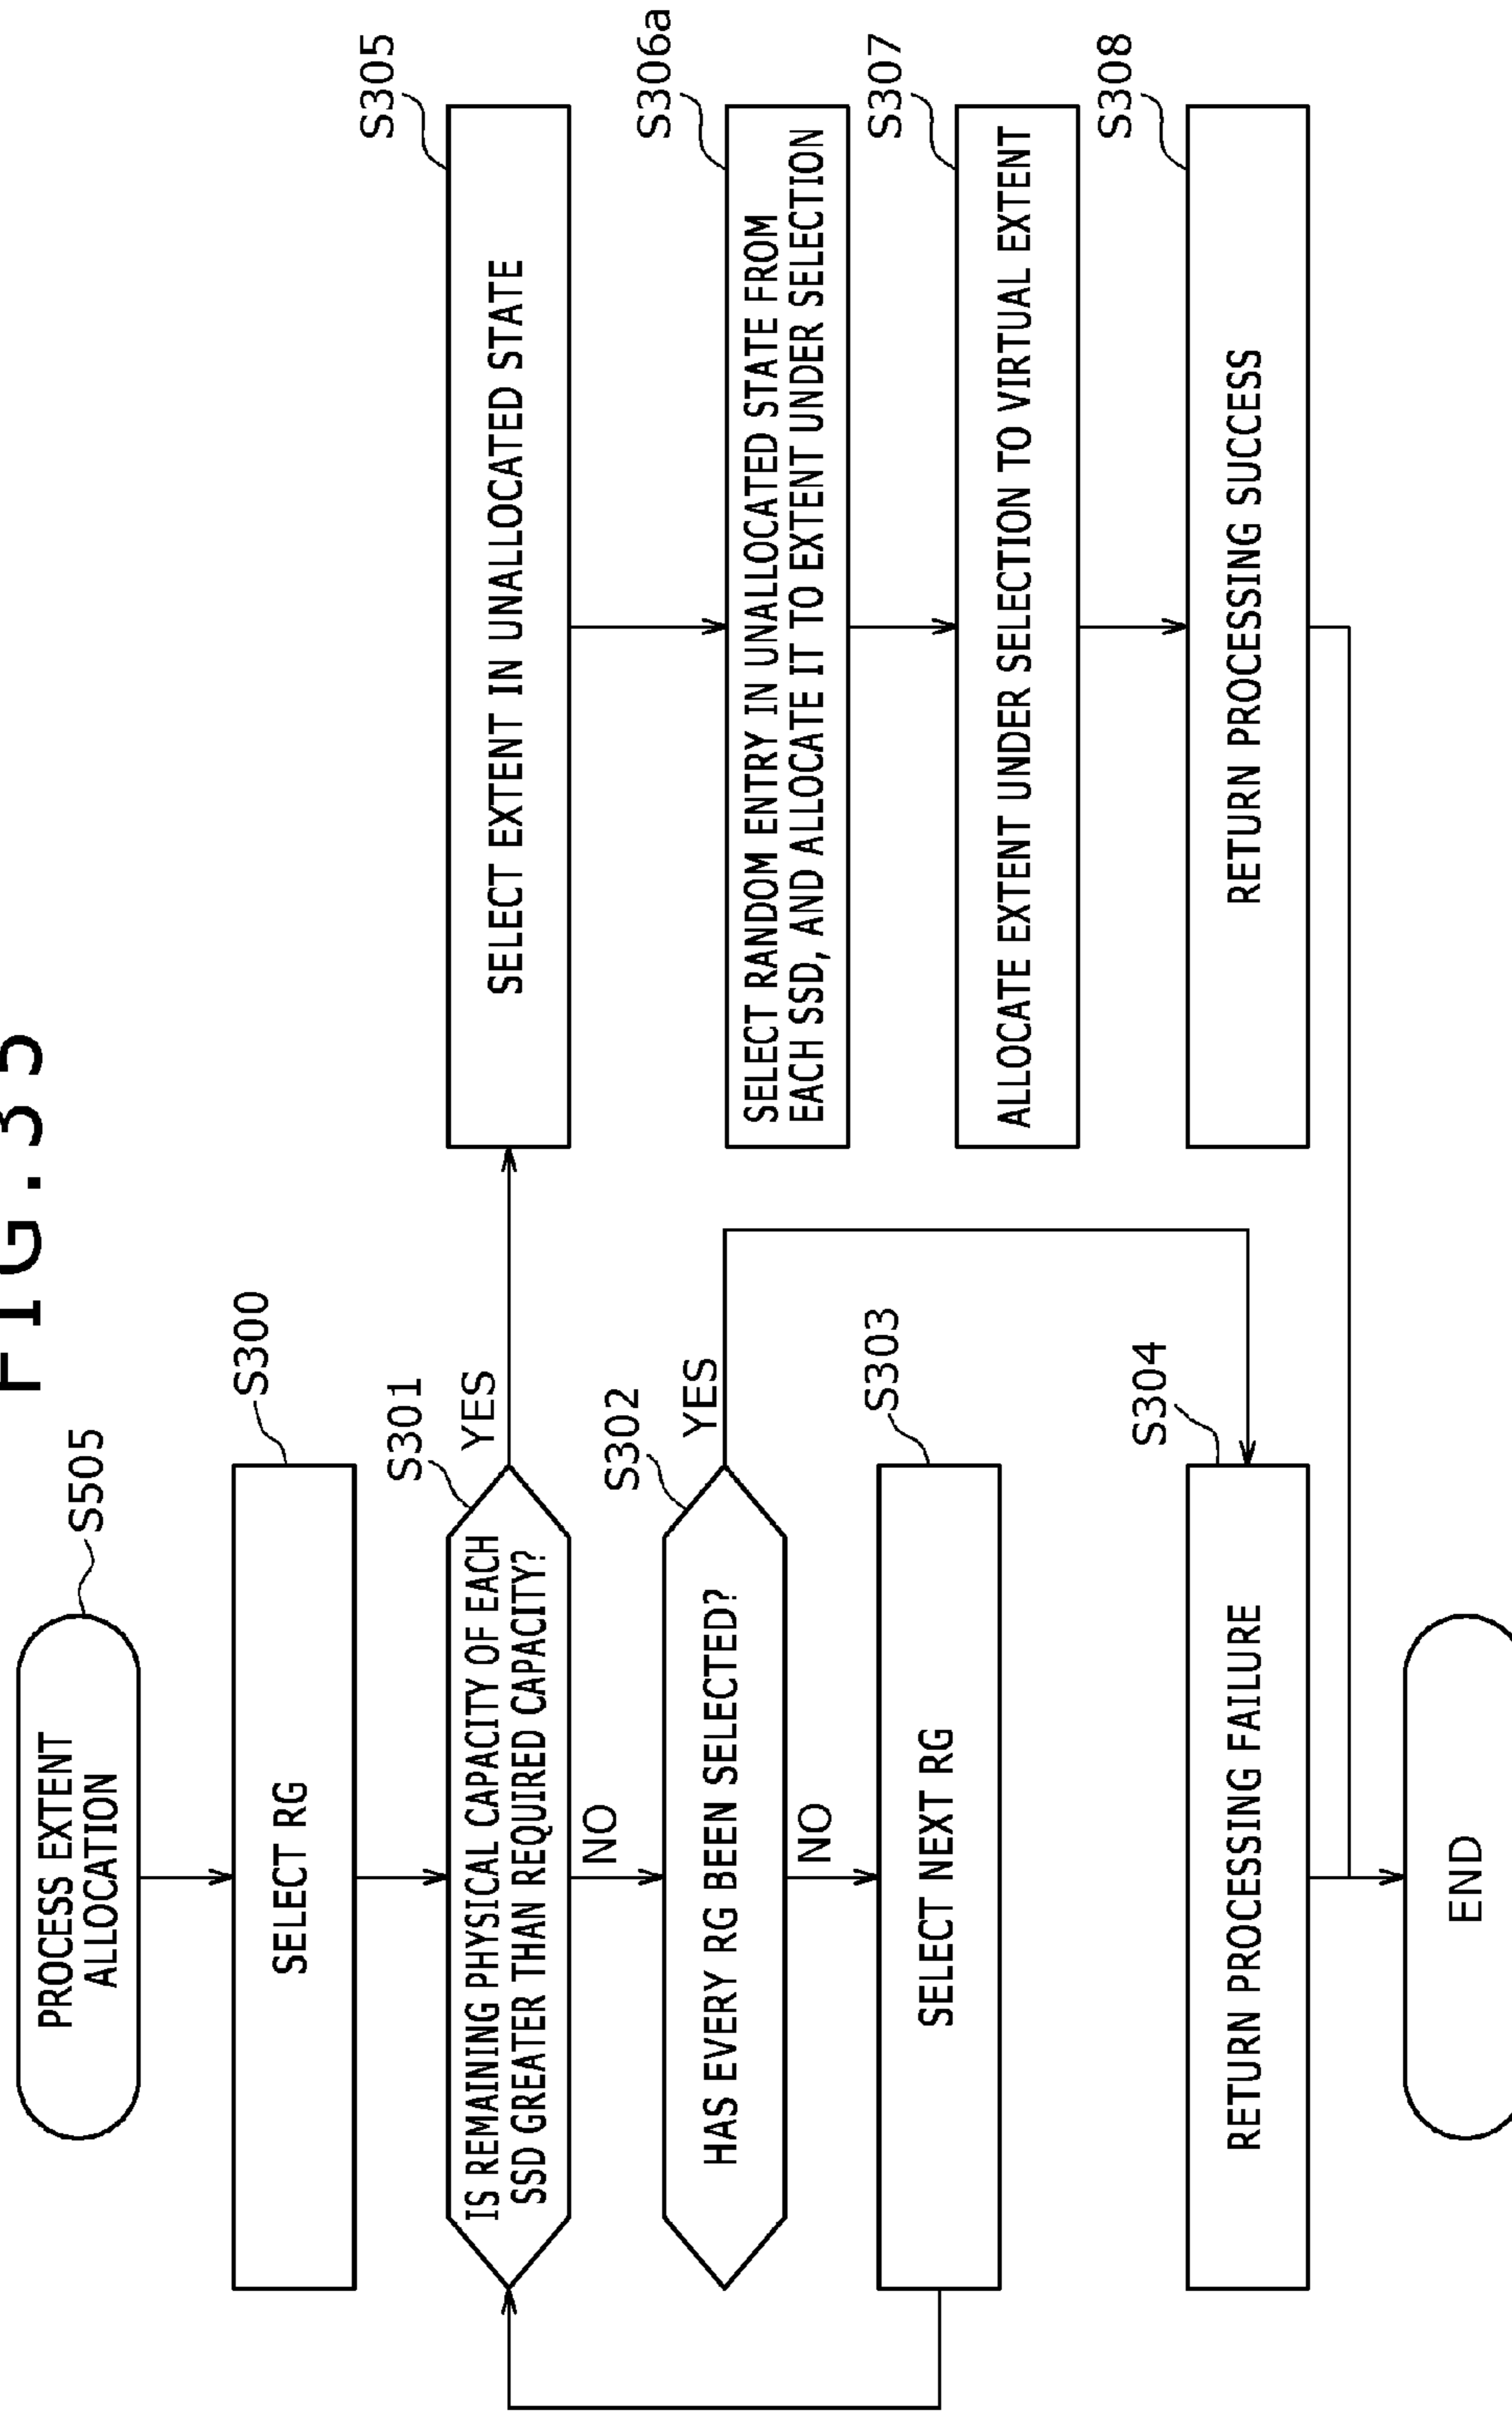 FIG. 35
PROCESS EXTENT
ALLOCATION
S505
SELECT RG
S300
IS REMAINING PHYSICAL CAPACITY OF EACH
SSD GREATER THAN REQUIRED CAPACITY?
S301
YES
NO
HAS EVERY RG BEEN SELECTED?
S302
YES
NO
SELECT NEXT RG
S303
RETURN PROCESSING FAILURE
S304
SELECT EXTENT IN UNALLOCATED STATE
S305
SELECT RANDOM ENTRY IN UNALLOCATED STATE FROM
EACH SSD, AND ALLOCATE IT TO EXTENT UNDER SELECTION
S306a
ALLOCATE EXTENT UNDER SELECTION TO VIRTUAL EXTENT
S307
RETURN PROCESSING SUCCESS
S308
END